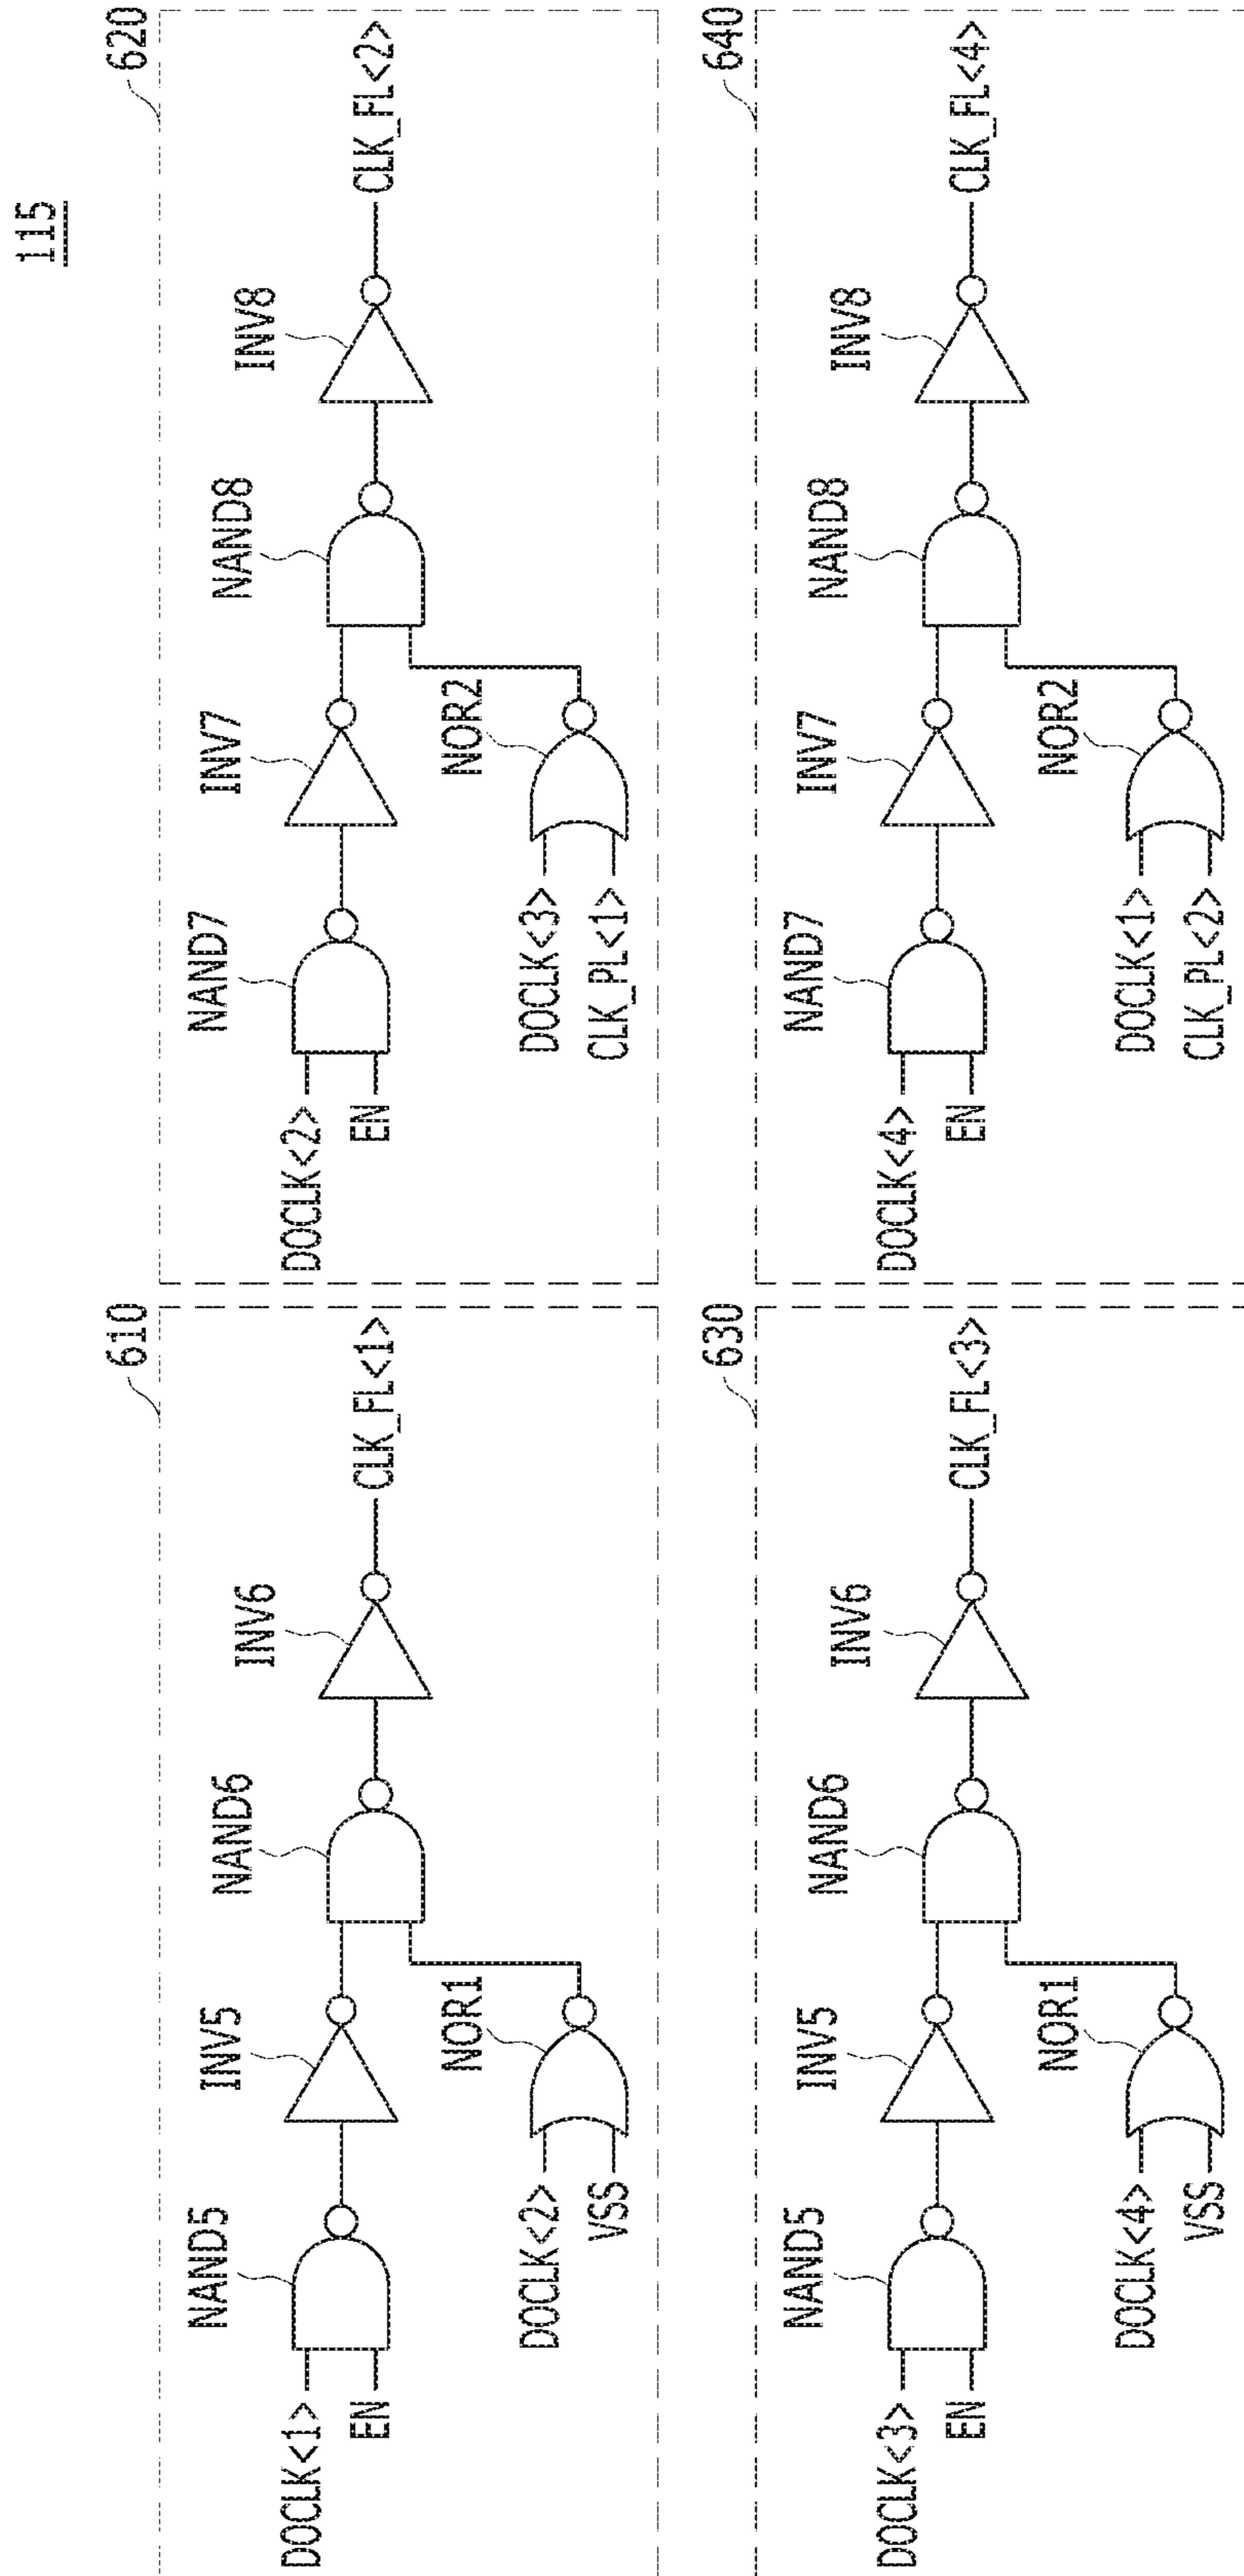 115
610
NAND5
INV5
NAND6
INV6
DOCLK<1>
EN
CLK_FL<1>
NOR1
DOCLK<2>
VSS
620
NAND7
INV7
NAND8
INV8
DOCLK<2>
EN
CLK_FL<2>
NOR2
DOCLK<3>
CLK_PL<1>
630
NAND5
INV5
NAND6
INV6
DOCLK<3>
EN
CLK_FL<3>
NOR1
DOCLK<4>
VSS
640
NAND7
INV7
NAND8
INV8
DOCLK<4>
EN
CLK_FL<4>
NOR2
DOCLK<1>
CLK_PL<2>